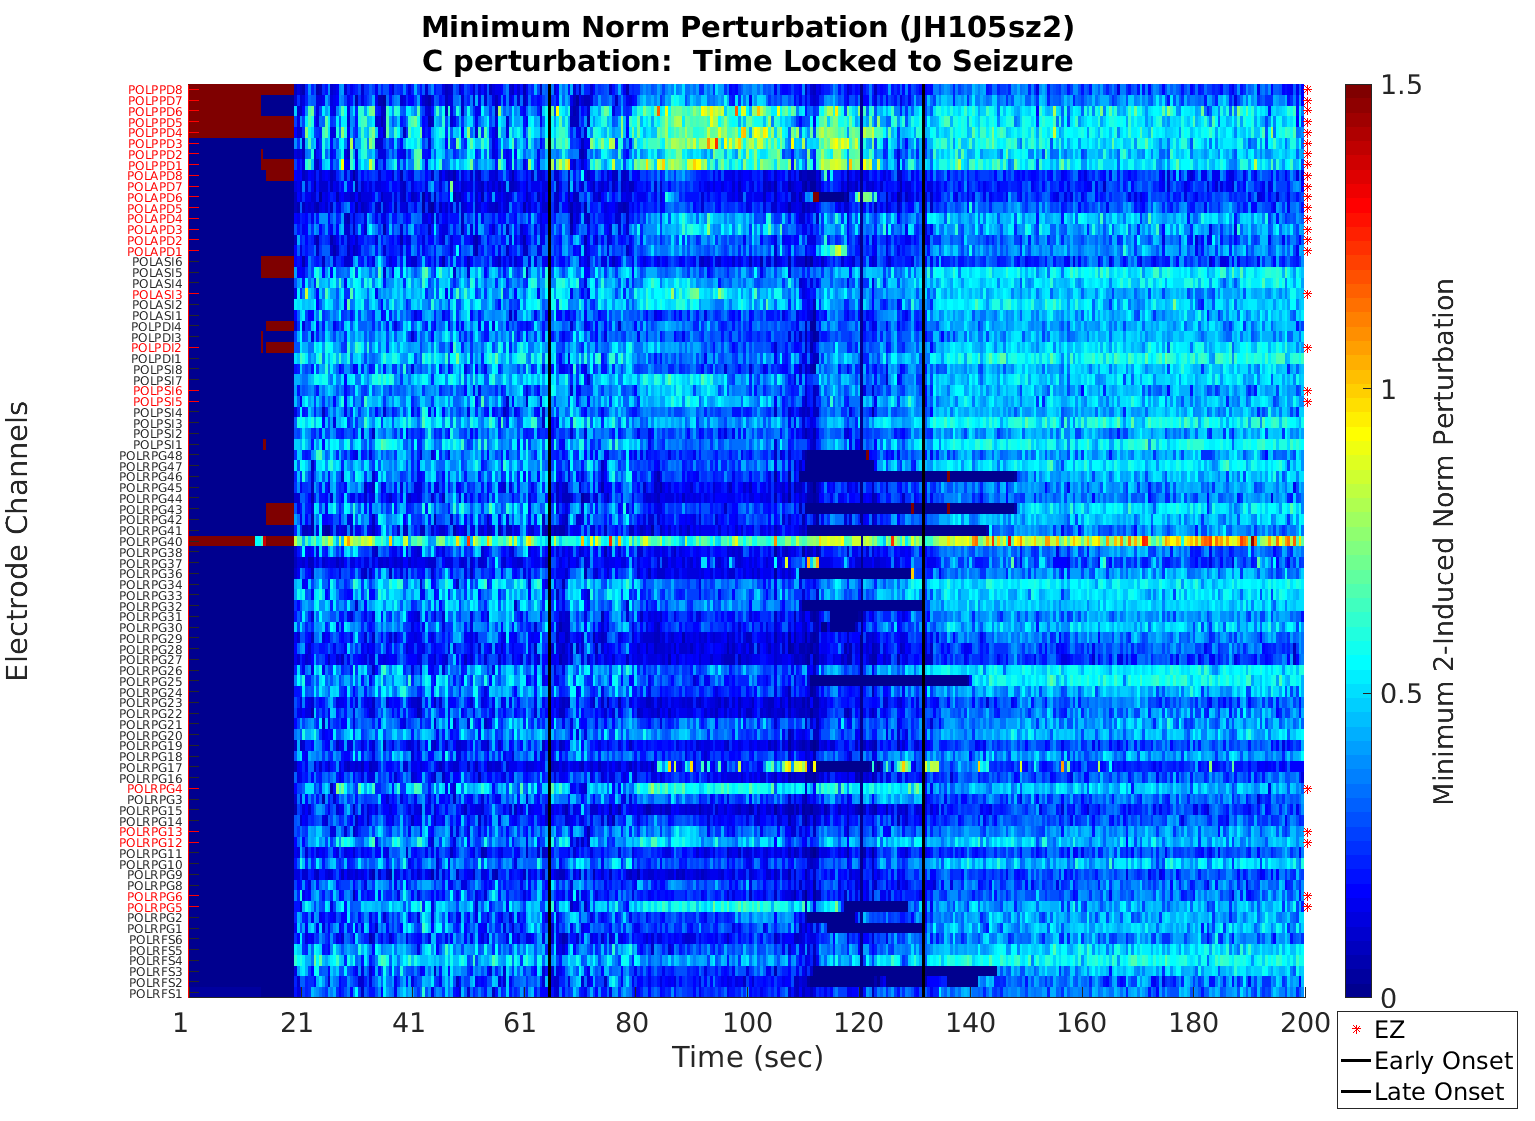 Minimum Norm Perturbation (JH105sz2)
C perturbation:  Time Locked to Seizure
Electrode Channels
POLPPD8
POLPPD7
POLPPD6
POLPPD5
POLPPD4
POLPPD3
POLPPD2
POLPPD1
POLAPD8
POLAPD7
POLAPD6
POLAPD5
POLAPD4
POLAPD3
POLAPD2
POLAPD1
POLASI6
POLASI5
POLASI4
POLASI3
POLASI2
POLASI1
POLPDI4
POLPDI3
POLPDI2
POLPDI1
POLPSI8
POLPSI7
POLPSI6
POLPSI5
POLPSI4
POLPSI3
POLPSI2
POLPSI1
POLRPG48
POLRPG47
POLRPG46
POLRPG45
POLRPG44
POLRPG43
POLRPG42
POLRPG41
POLRPG40
POLRPG38
POLRPG37
POLRPG36
POLRPG34
POLRPG33
POLRPG32
POLRPG31
POLRPG30
POLRPG29
POLRPG28
POLRPG27
POLRPG26
POLRPG25
POLRPG24
POLRPG23
POLRPG22
POLRPG21
POLRPG20
POLRPG19
POLRPG18
POLRPG17
POLRPG16
POLRPG4
POLRPG3
POLRPG15
POLRPG14
POLRPG13
POLRPG12
POLRPG11
POLRPG10
POLRPG9
POLRPG8
POLRPG6
POLRPG5
POLRPG2
POLRPG1
POLRFS6
POLRFS5
POLRFS4
POLRFS3
POLRFS2
POLRFS1
1 21 41 61 80 100 120 140 160 180 200
Time (sec)
1.5
1
0.5
0
Minimum 2-Induced Norm Perturbation
EZ
Early Onset
Late Onset